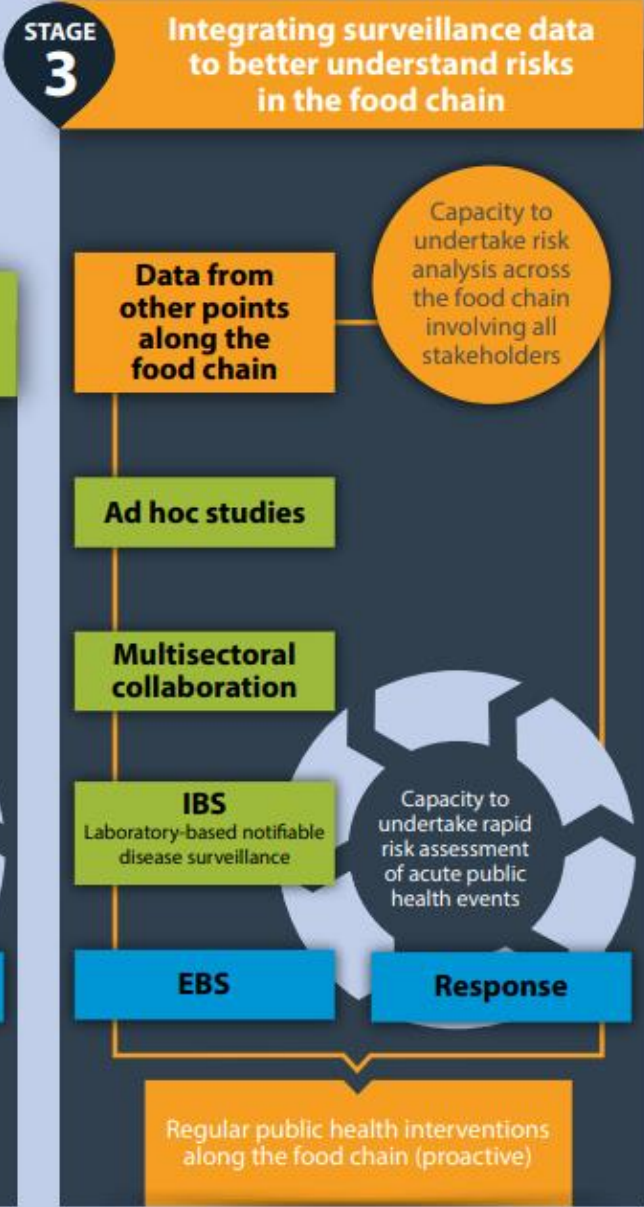 STAGE
3
Integrating surveillance data
to better understand risks
in the food chain
Capacity to
undertake risk
analysis across
the food chain
involving all
stakeholders
Data from
other points
along the
food chain
Ad hoc studies
Multisectoral
collaboration
IBS
Laboratory-based notifiable
disease surveillance
Capacity to
undertake rapid
risk assessment
of acute public
health events
EBS
Response
Regular public health interventions
along the food chain (proactive)